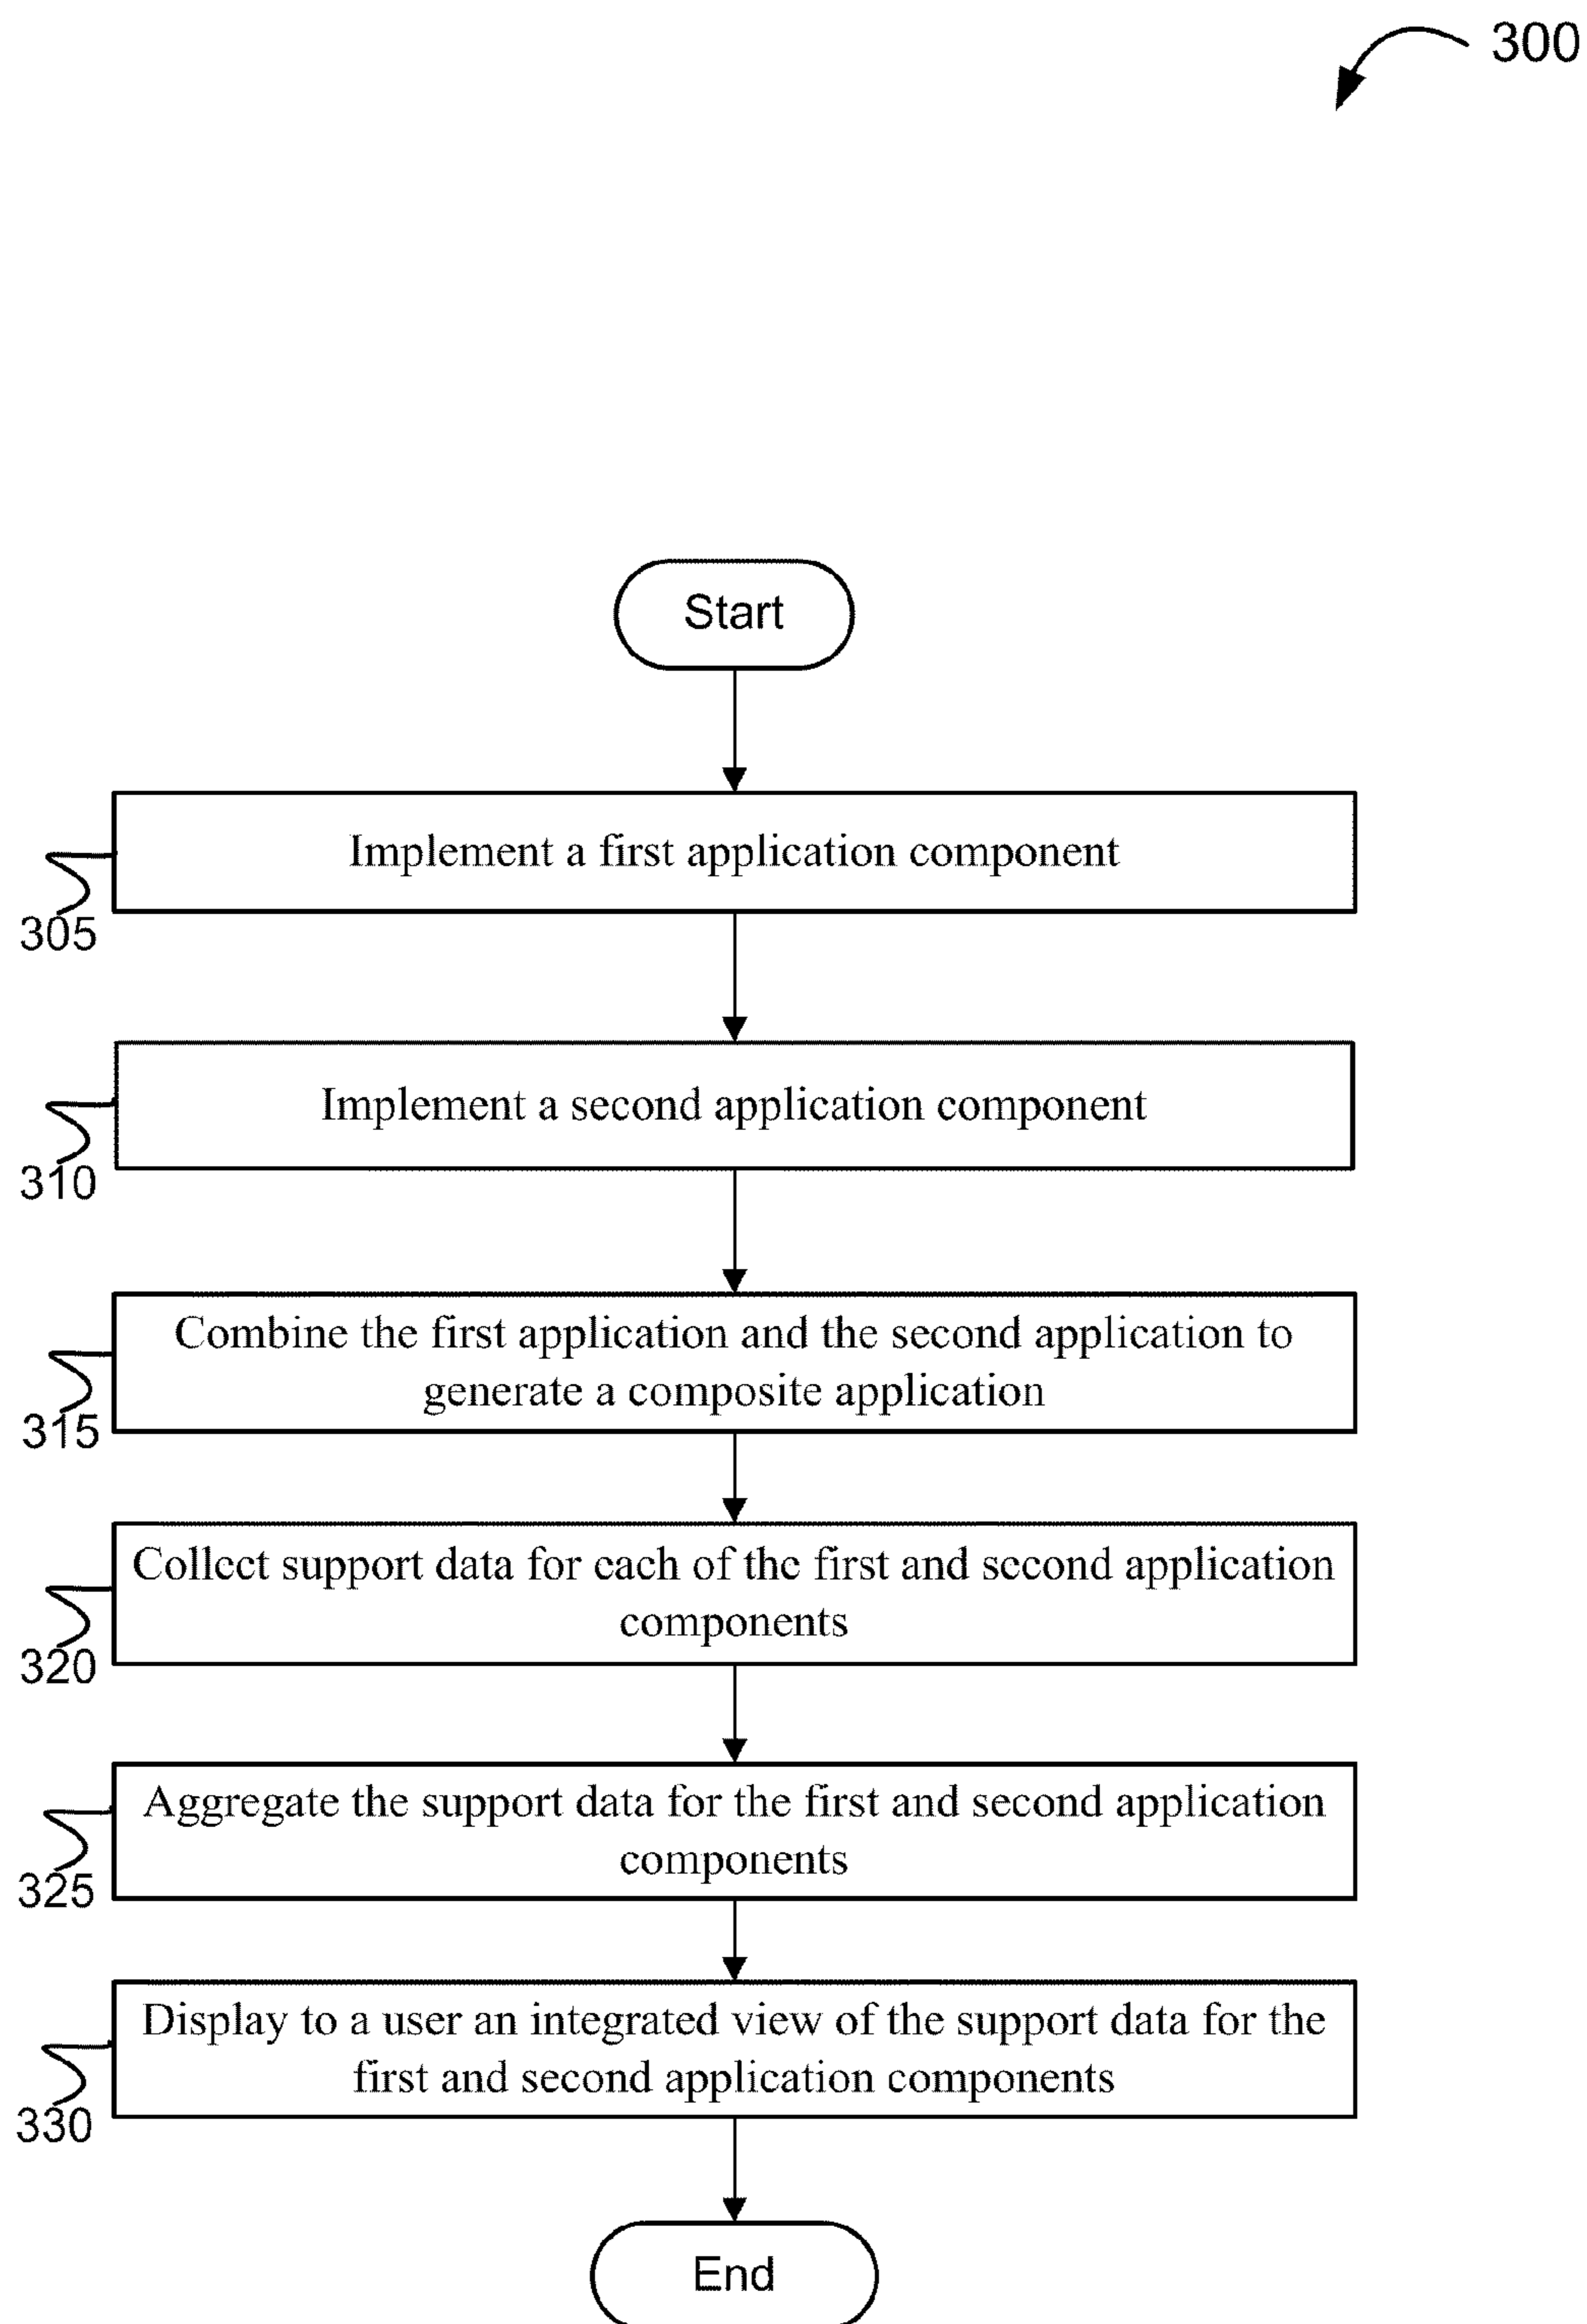 300
Start
Implement a first application component
305
Implement a second application component
310
Combine the first application and the second application to
generate a composite application
315
Collect support data for each of the first and second application
components
320
Aggregate the support data for the first and second application
components
325
Display to a user an integrated view of the support data for the
first and second application components
330
End